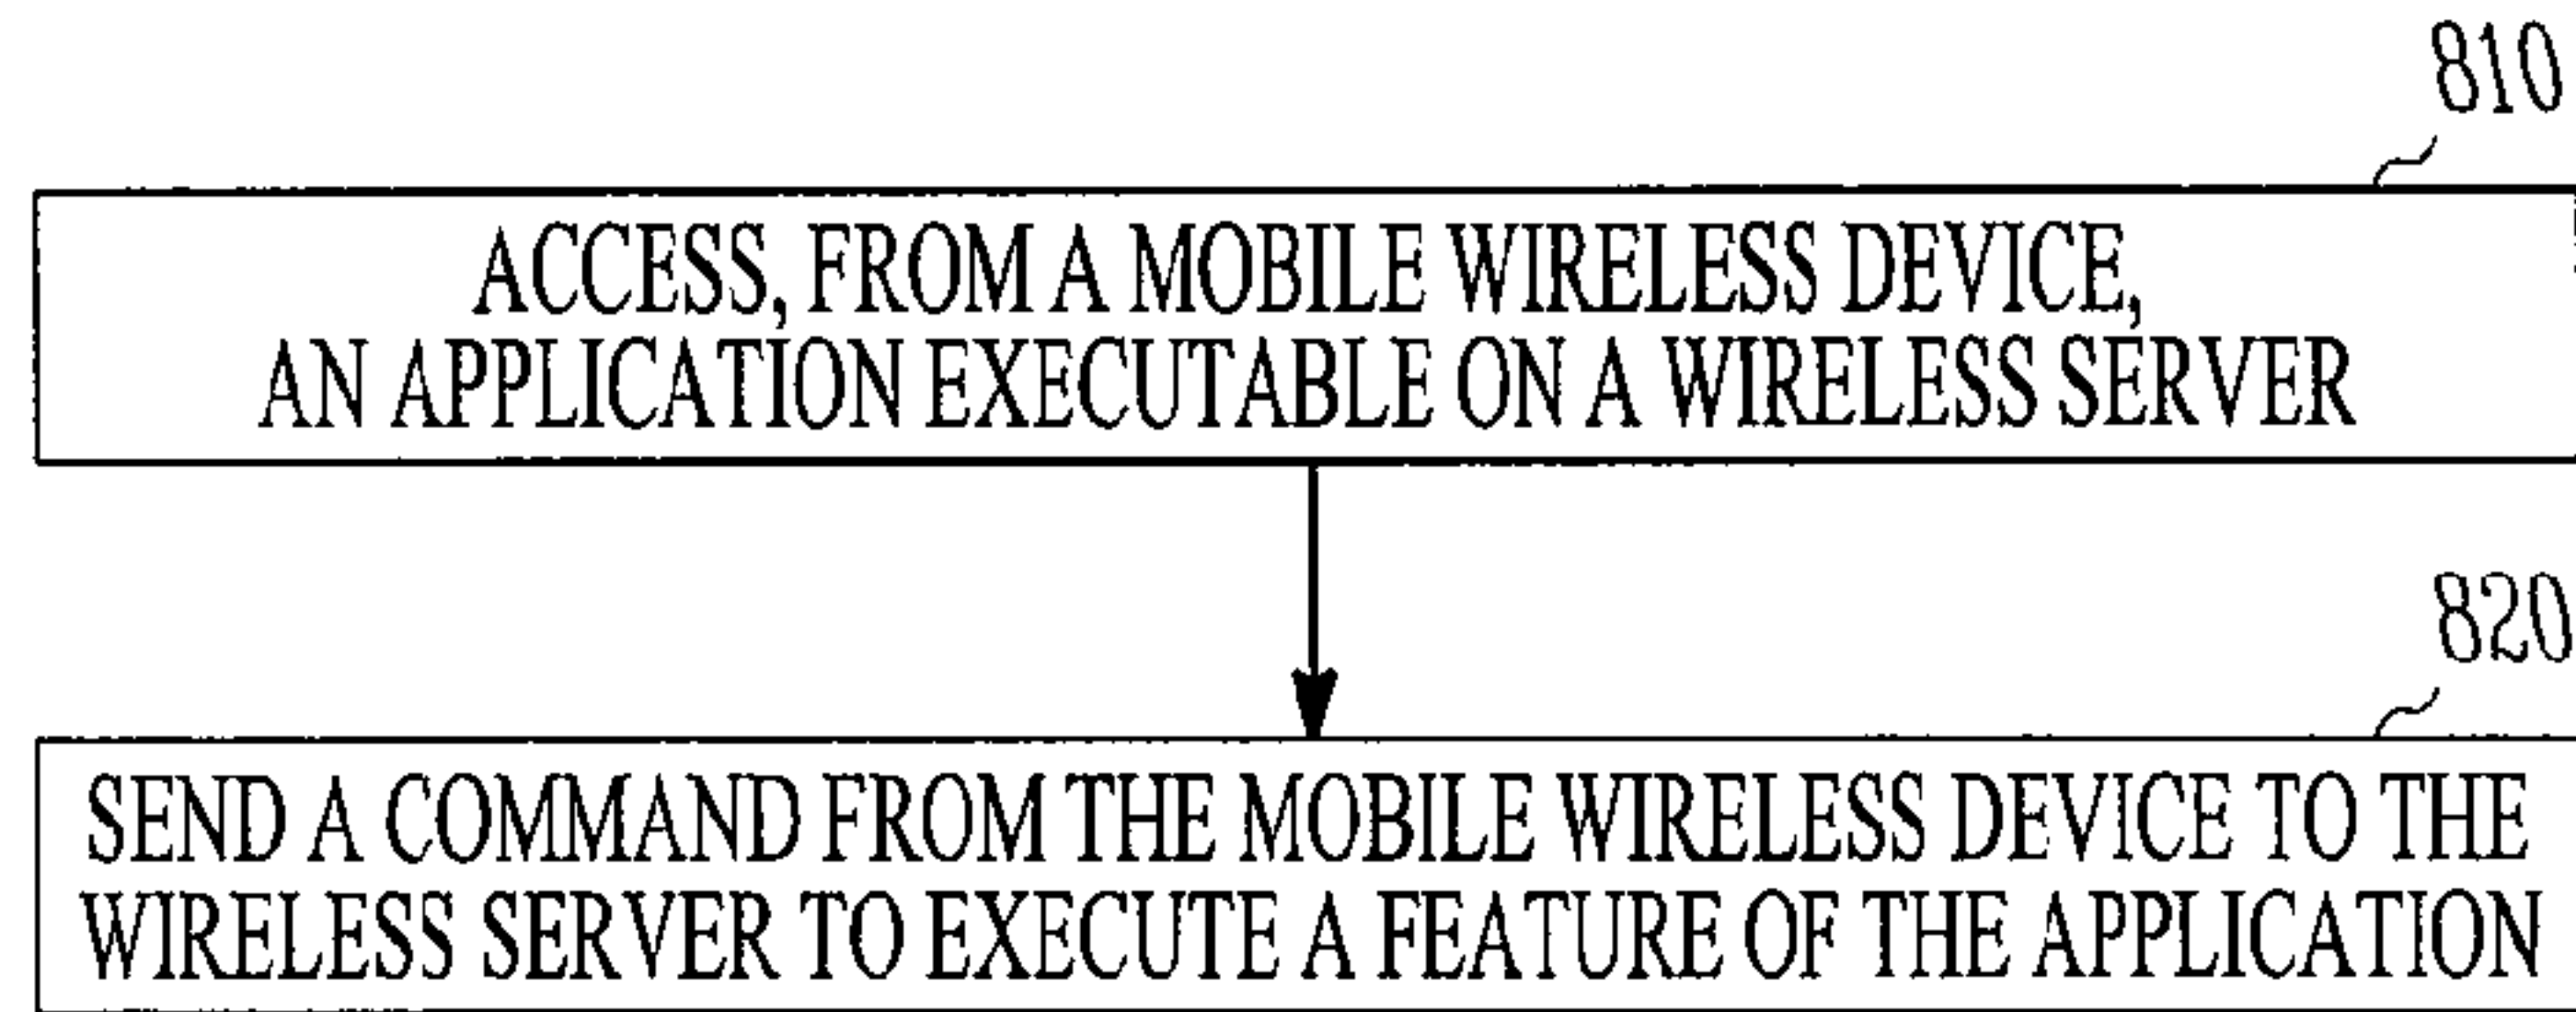 810
ACCESS, FROM A MOBILE WIRELESS DEVICE,
AN APPLICATION EXECUTABLE ON A WIRELESS SERVER
820
SEND A COMMAND FROM THE MOBILE WIRELESS DEVICE TO THE
WIRELESS SERVER TO EXECUTE A FEATURE OF THE APPLICATION